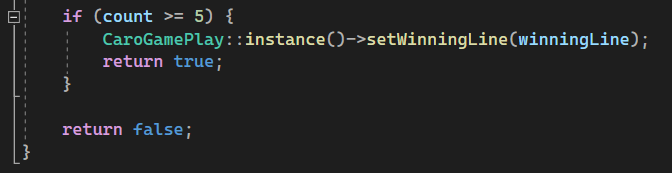 if (count >= 5) {
CaroGamePlay::instance()->setWinningLine(winningLine);
return true;
}
return false;
}